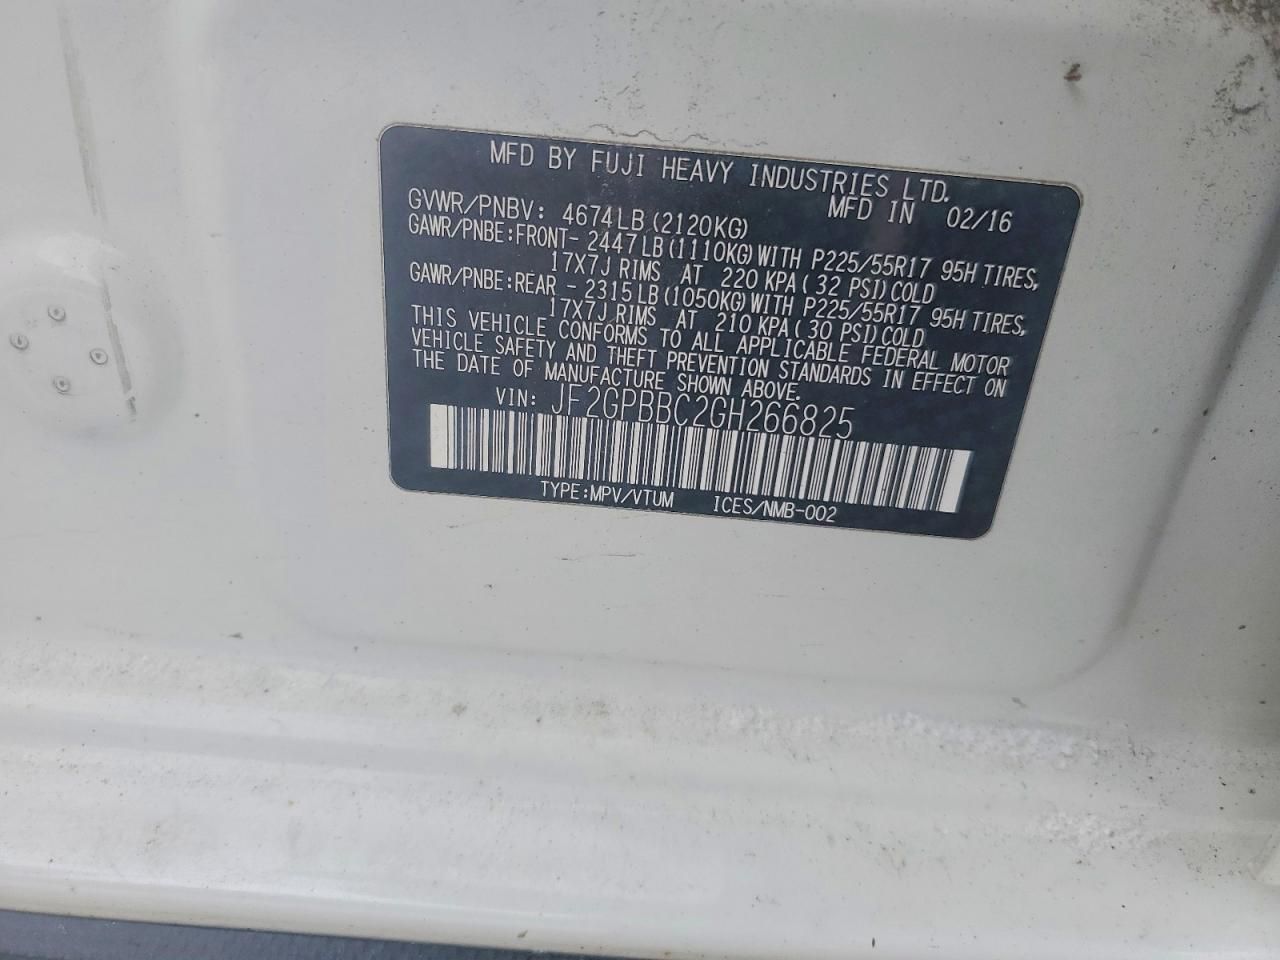 MFD BY FUJI HEAVY INDUSTRIES LTD.
MFD IN 02/16
GVWR/PNBV: 4674LB(2120KG)
GAWR/PNBE:FRONT- 2447LB(1110KG)WITH P225/55R17 95H TIRES,
17X7J RIMS AT 220 KPA(32 PSI)COLD
GAWR/PNBE:REAR - 2315LB(1050KG)WITH P225/55R17 95H TIRES,
17X7J RIMS AT 210 KPA(30 PSI)COLD
THIS VEHICLE CONFORMS TO ALL APPLICABLE FEDERAL MOTOR
VEHICLE SAFETY AND THEFT PREVENTION STANDARDS IN EFFECT ON
THE DATE OF MANUFACTURE SHOWN ABOVE.
VIN: JF2GPBBC2GH266825
TYPE:MPV/VTUM ICES/NMB-002